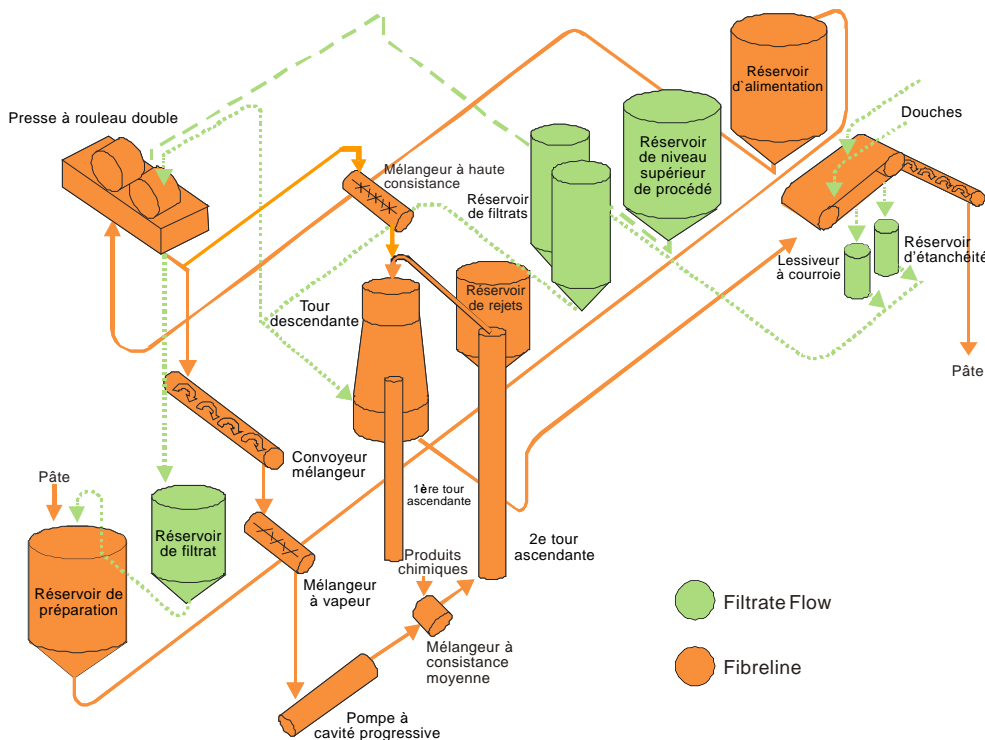 Réservoir
d`alimentation
Presse à rouleau double
Douches
Réservoir
de niveau
supérieur
de procédé
Mélangeur à haute
consistance
Réservoir
de filtrats
Lessiveur
à courroie
Réservoir
d'étanchéité
Réservoir
de rejets
Tour
descendante
Pâte
Convoyeur
mélangeur
Pâte
1ère tour
ascendante
Réservoir
de filtrat
2e tour
ascendante
Produits
chimiques
Réservoir de
préparation
Mélangeur
à vapeur
Mélangeur à
consistance
moyenne
Pompe à
cavité progressive
Filtrate Flow
Fibreline